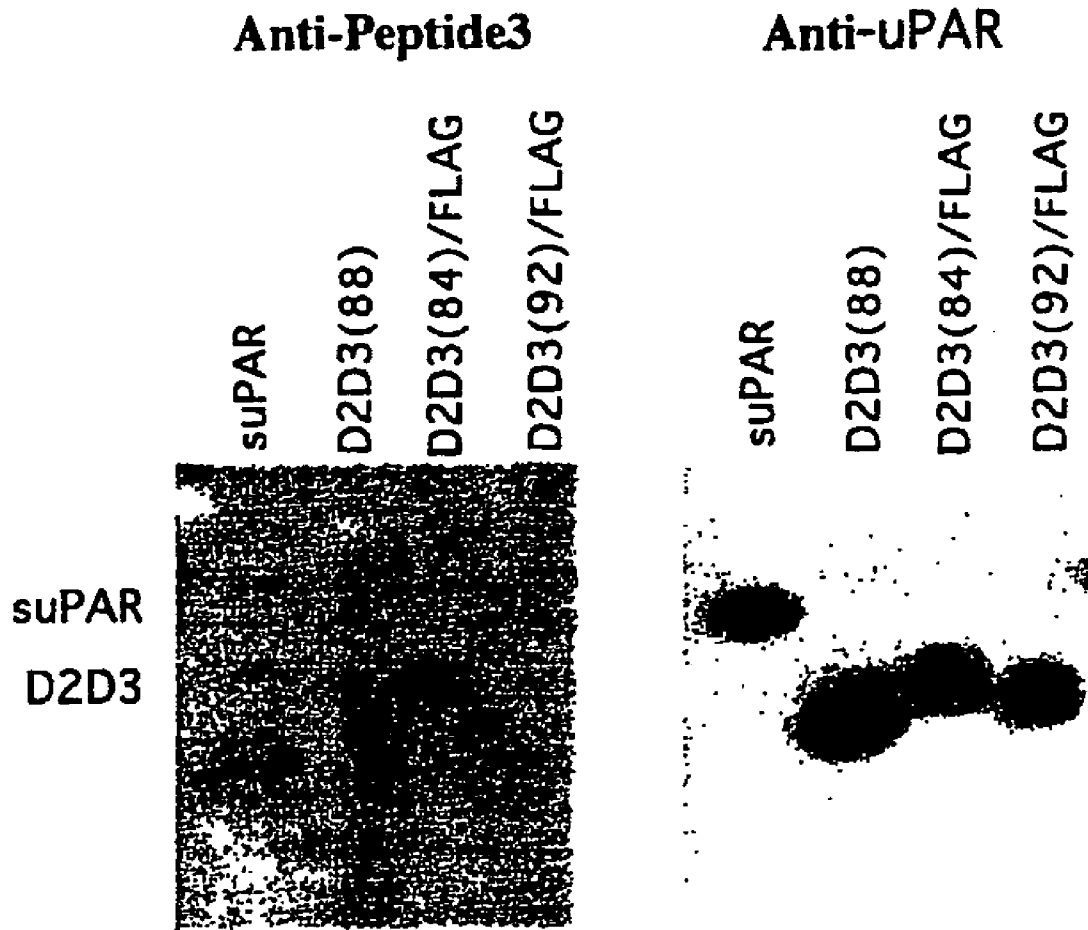 Anti-Peptide3
Anti-uPAR
suPAR
D2D3(88)
D2D3(84)/FLAG
D2D3(92)/FLAG
suPAR
D2D3(88)
D2D3(84)/FLAG
D2D3(92)/FLAG
suPAR
D2D3